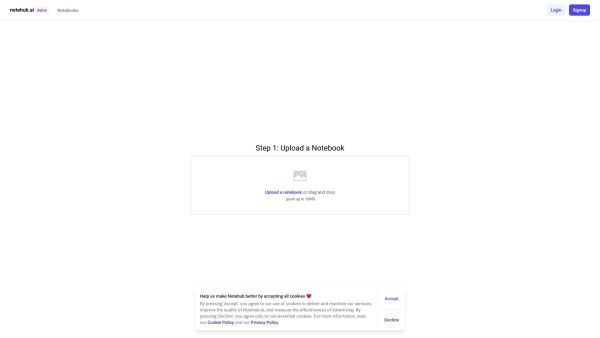 notehub.ai Alpha Notebooks Login Signup
Step 1: Upload a Notebook
Upload a notebook or drag and drop
ipynb up to 10MB
Help us make Notehub better by accepting all cookies ❤️
By pressing 'Accept', you agree to our use of cookies to deliver and maintain our services,
improve the quality of Notehub.ai, and measure the effectiveness of advertising. By
pressing 'Decline', you agree only to non-essential cookies. For more information, read
our Cookie Policy and our Privacy Policy
Accept
Decline